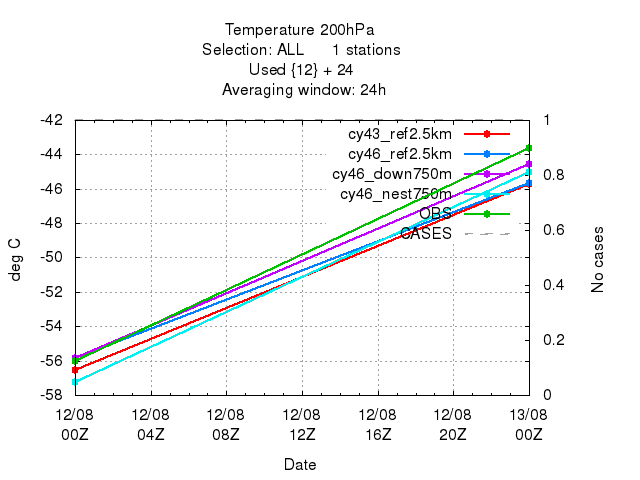 Temperature 200hPa
Selection: ALL 1 stations
Used {12} + 24
Averaging window: 24h
-42 1
cy43_ref2.5km
cy46_ref2.5km
-44
cy46_down750m 0.8
-46
cy46_nest750m
OBS
-48
CASES 0.6
-50
deg C
No cases
0.4
-52
-54
0.2
-56
-58 0
12/08 12/08 12/08 12/08 12/08 12/08 13/08
00Z 04Z 08Z 12Z 16Z 20Z 00Z
Date